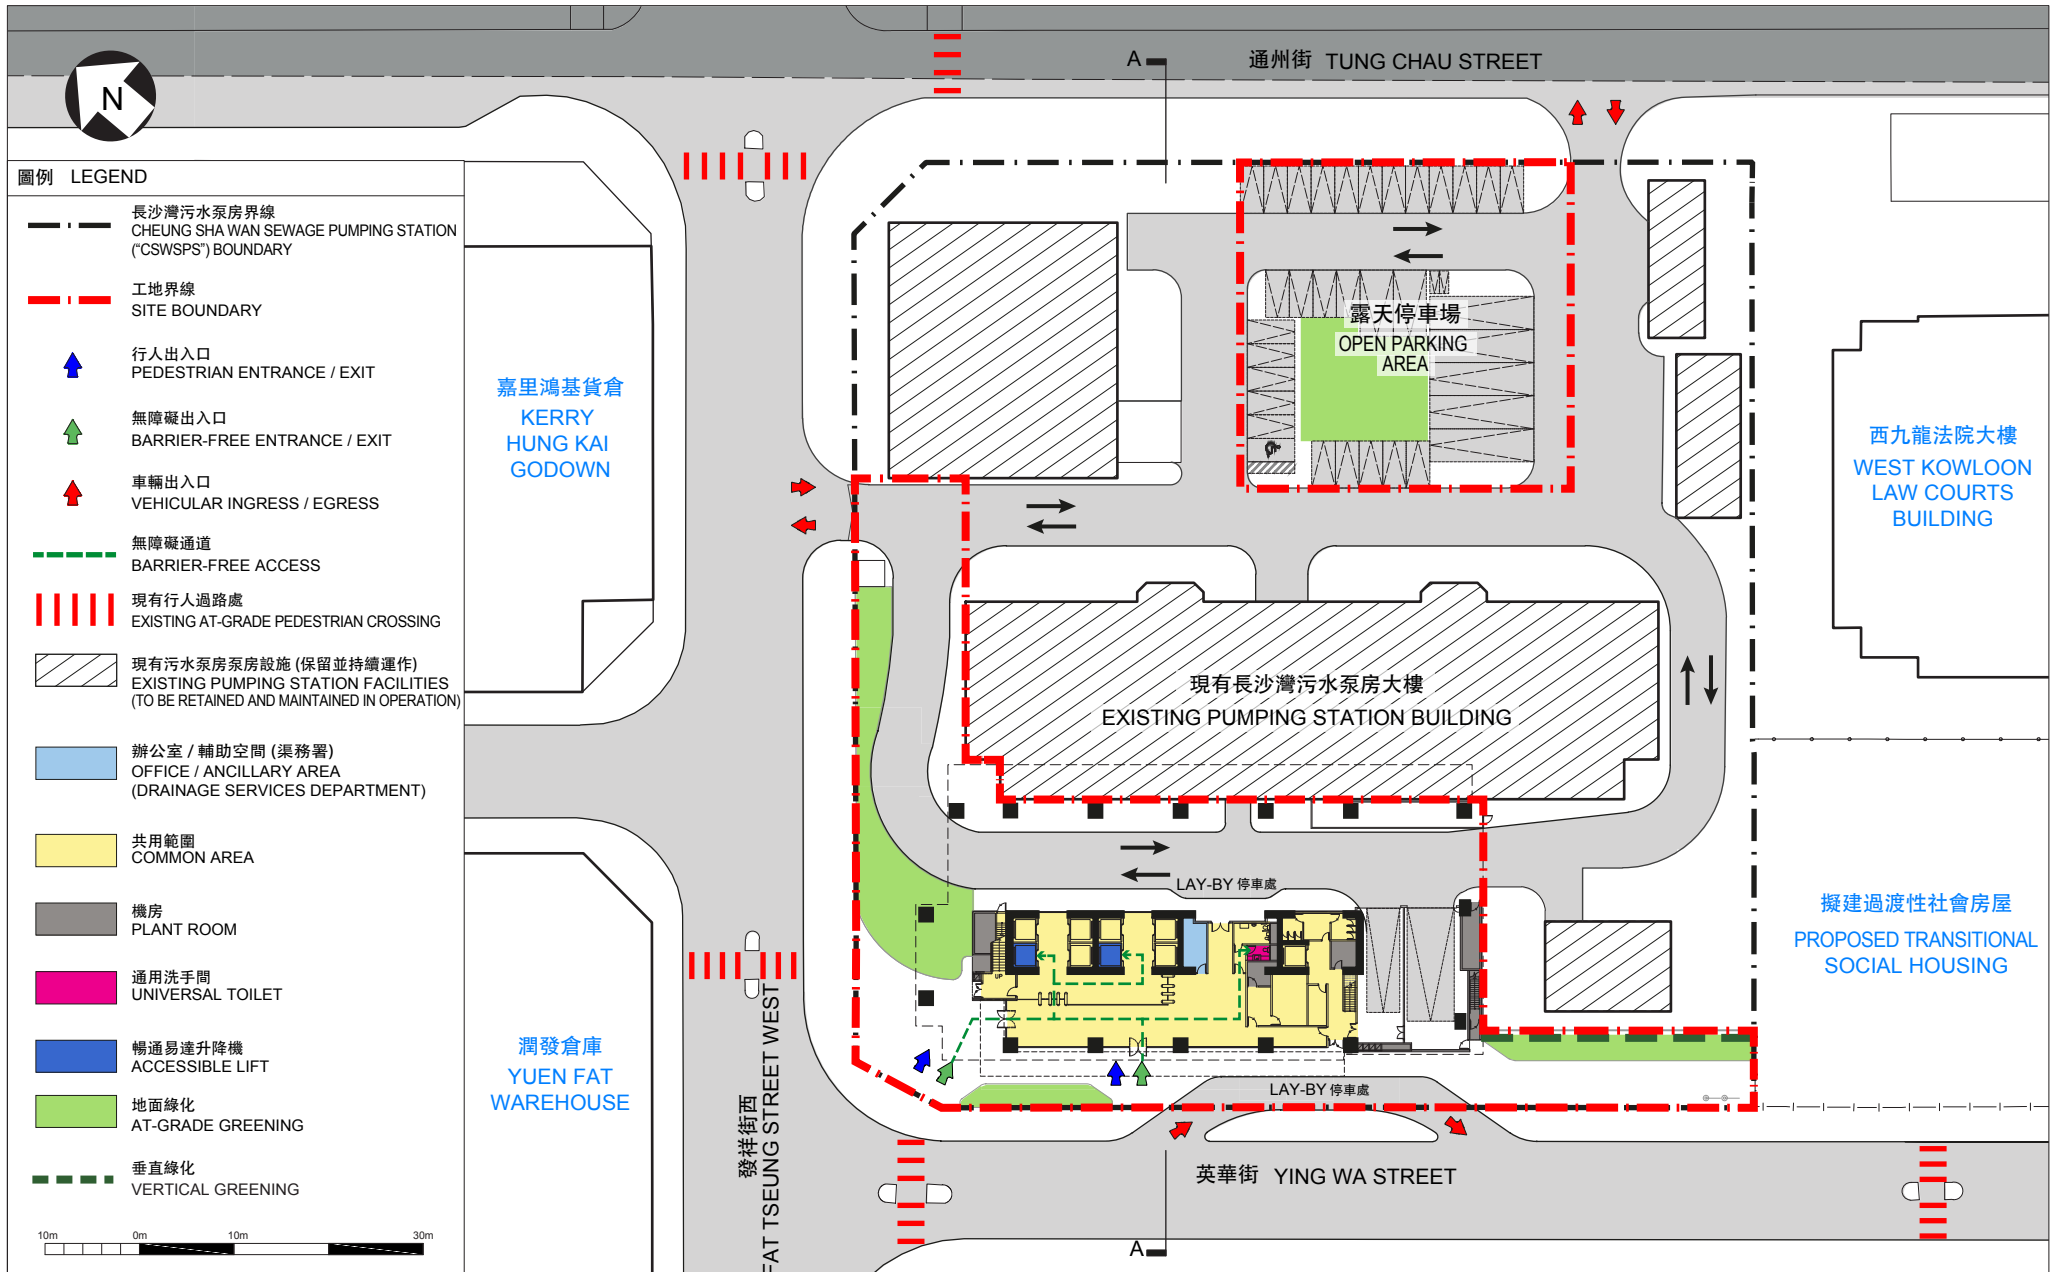 N
圖例 LEGEND
長沙灣污水泵房界線
CHEUNG SHA WAN SEWAGE PUMPING STATION
(“CSWSPS”) BOUNDARY
工地界線
SITE BOUNDARY
行人出入口
PEDESTRIAN ENTRANCE / EXIT
無障礙出入口
BARRIER-FREE ENTRANCE / EXIT
車輛出入口
VEHICULAR INGRESS / EGRESS
無障礙通道
BARRIER-FREE ACCESS
現有行人過路處
EXISTING AT-GRADE PEDESTRIAN CROSSING
現有污水泵房泵房設施 (保留並持續運作)
EXISTING PUMPING STATION FACILITIES
(TO BE RETAINED AND MAINTAINED IN OPERATION)
辦公室 / 輔助空間 (渠務署)
OFFICE / ANCILLARY AREA
(DRAINAGE SERVICES DEPARTMENT)
共用範圍
COMMON AREA
機房
PLANT ROOM
通用洗手間
UNIVERSAL TOILET
暢通易達升降機
ACCESSIBLE LIFT
地面綠化
AT-GRADE GREENING
垂直綠化
VERTICAL GREENING
10m 0m 10m 30m
A
通州街 TUNG CHAU STREET
嘉里鴻基貨倉
KERRY
HUNG KAI
GODOWN
露天停車場
OPEN PARKING
AREA
西九龍法院大樓
WEST KOWLOON
LAW COURTS
BUILDING
現有長沙灣污水泵房大樓
EXISTING PUMPING STATION BUILDING
LAY-BY 停車處
UP
擬建過渡性社會房屋
PROPOSED TRANSITIONAL
SOCIAL HOUSING
潤發倉庫
YUEN FAT
WAREHOUSE
發祥街西
FAT TSEUNG STREET WEST
LAY-BY 停車處
英華街 YING WA STREET
A